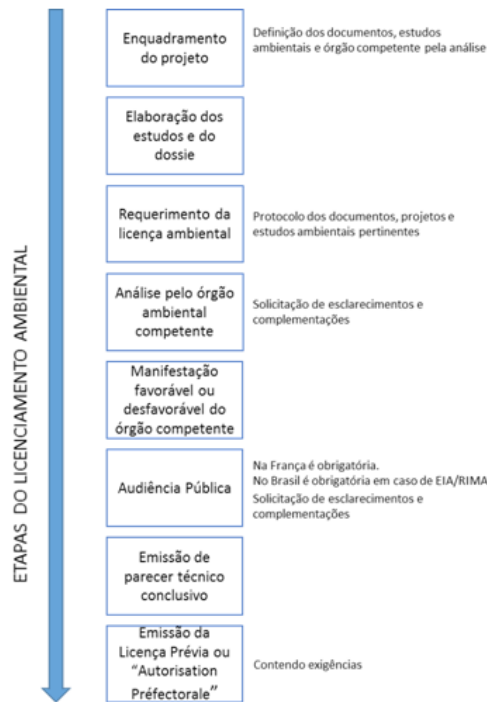 ETAPAS DO LICENCIAMENTO AMBIENTAL
Enquadramento
do projeto
Definição dos documentos, estudos
ambientais e órgão competente pela análise
Elaboração dos
estudos e do
dossie
Requerimento da
licença ambiental
Protocolo dos documentos, projetos e
estudos ambientais pertinentes
Análise pelo órgão
ambiental
competente
Solicitação de esclarecimentos e
complementações
Manifestação
favorável ou
desfavorável do
órgão competente
Audiência Pública
Na França é obrigatória.
No Brasil é obrigatória em caso de EIA/RIMA
Solicitação de esclarecimentos e
complementações
Emissão de
parecer técnico
conclusivo
Emissão da
Licença Prévia ou
“Autorisation
Préfectorale”
Contendo exigências